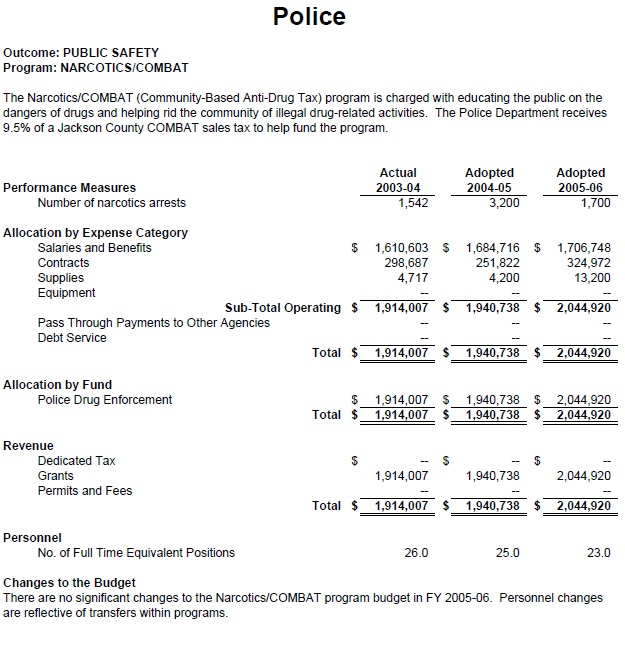 Police
Outcome: PUBLIC SAFETY
Program: NARCOTICS/COMBAT
The Narcotics/COMBAT (Community-Based Anti-Drug Tax) program is charged with educating the public on the
dangers of drugs and helping rid the community of illegal drug-related activities. The Police Department receives
9.5% of a Jackson County COMBAT sales tax to help fund the program.
Actual Adopted Adopted
Performance Measures 2003-04 2004-05 2005-06
Number of narcotics arrests 1,542 3,200 1,700
Allocation by Expense Category
Salaries and Benefits $ 1,610,603 $ 1,684,716 $ 1,706,748
Contracts 298,687 251,822 324,972
Supplies 4,717 4,200 13,200
Equipment -- -- --
Sub-Total Operating $ 1,914,007 $ 1,940,738 $ 2,044,920
Pass Through Payments to Other Agencies -- -- --
Debt Service -- -- --
Total $ 1,914,007 $ 1,940,738 $ 2,044,920
Allocation by Fund
Police Drug Enforcement $ 1,914,007 $ 1,940,738 $ 2,044,920
Total $ 1,914,007 $ 1,940,738 $ 2,044,920
Revenue
Dedicated Tax $ -- $ -- $ --
Grants 1,914,007 1,940,738 2,044,920
Permits and Fees -- -- --
Total $ 1,914,007 $ 1,940,738 $ 2,044,920
Personnel
No. of Full Time Equivalent Positions 26.0 25.0 23.0
Changes to the Budget
There are no significant changes to the Narcotics/COMBAT program budget in FY 2005-06. Personnel changes
are reflective of transfers within programs.